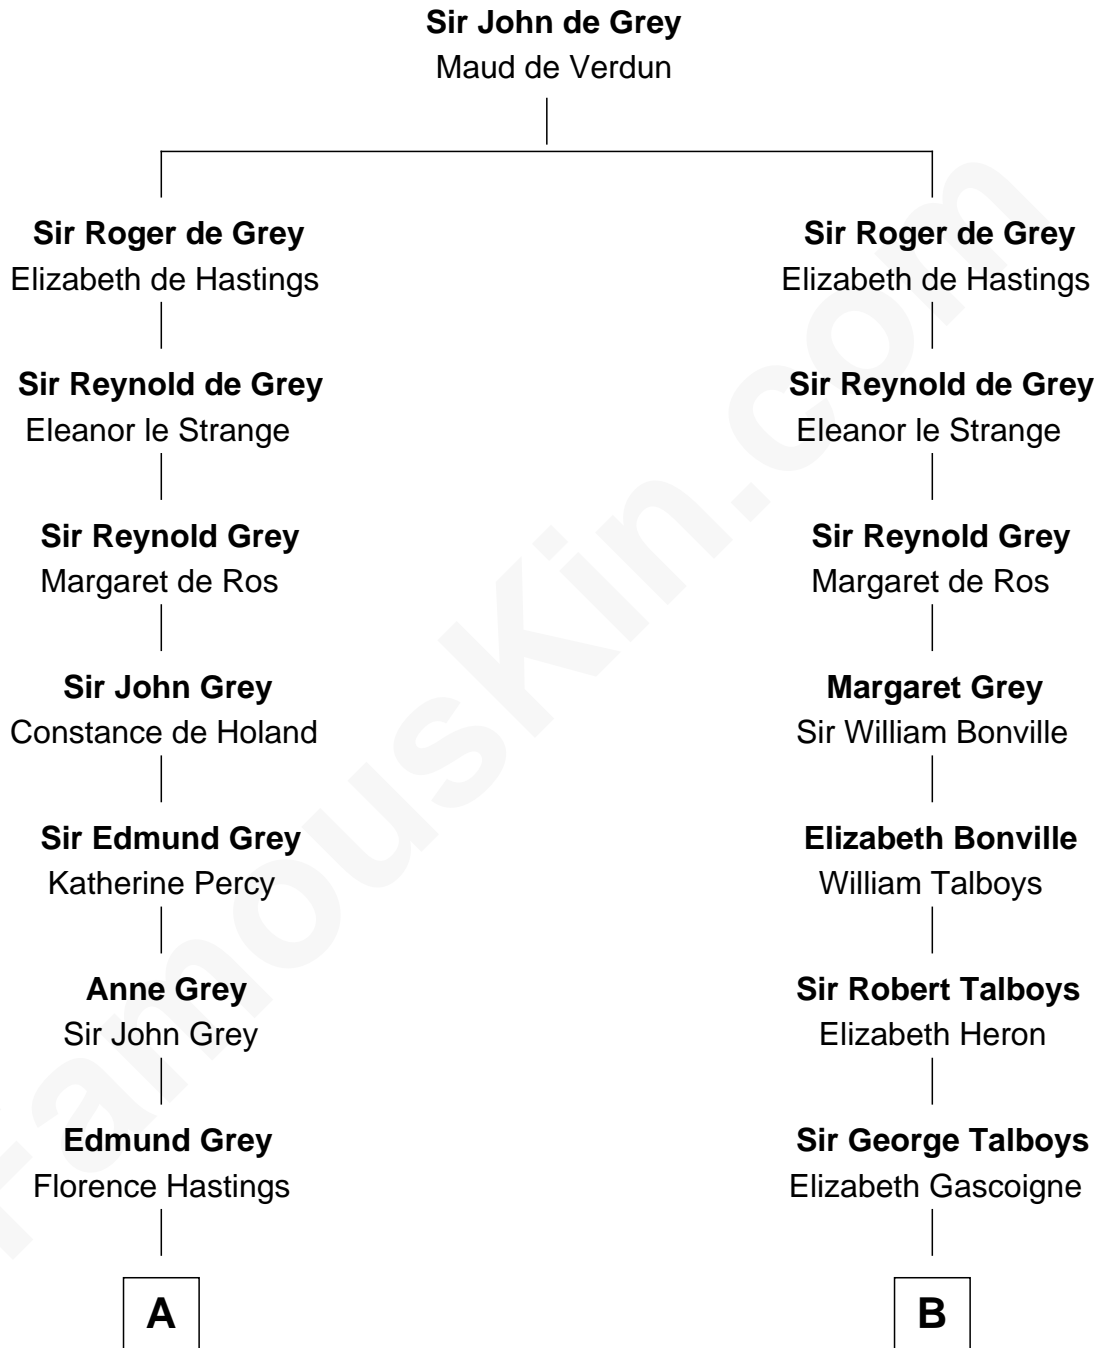 Sir John de Grey
Maud de Verdun
Sir Roger de Grey
Elizabeth de Hastings
Sir Reynold de Grey
Eleanor le Strange
Sir Reynold Grey
Margaret de Ros
Sir John Grey
Constance de Holand
Sir Edmund Grey
Katherine Percy
Anne Grey
Sir John Grey
Edmund Grey
Florence Hastings
A
Sir Roger de Grey
Elizabeth de Hastings
Sir Reynold de Grey
Eleanor le Strange
Sir Reynold Grey
Margaret de Ros
Margaret Grey
Sir William Bonville
Elizabeth Bonville
William Talboys
Sir Robert Talboys
Elizabeth Heron
Sir George Talboys
Elizabeth Gascoigne
B
FamousKin.com